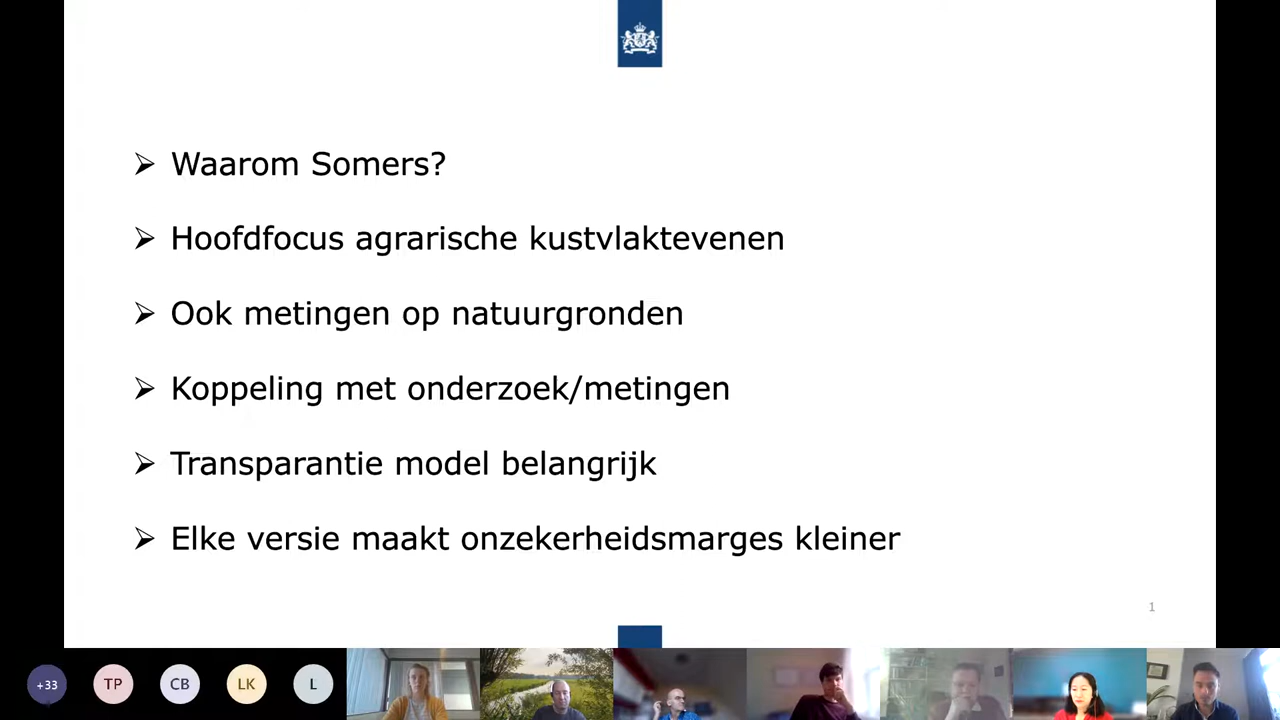 Waarom Somers?
Hoofdfocus agrarische kustvlaktevenen
Ook metingen op natuurgronden
Koppeling met onderzoek/metingen
Transparantie model belangrijk
Elke versie maakt onzekerheidsmarges kleiner
1
+33 TP CB LK L